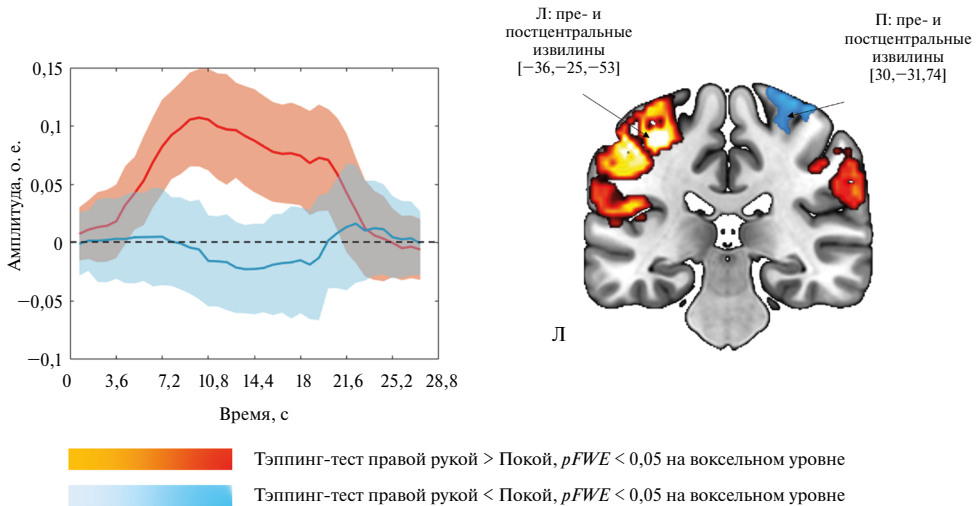 Л: пре- и
постцентральные
извилины
[−36,−25,−53]
П: пре- и
постцентральные
извилины
[30,−31,74]
0,15
0,1
0,05
0
−0,05
−0,1
Амплитуда, о. е.
0 3,6 7,2 10,8 14,4 18 21,6 25,2 28,8
Время, с
Л
Тэппинг-тест правой рукой > Покой, pFWE < 0,05 на воксельном уровне
Тэппинг-тест правой рукой < Покой, pFWE < 0,05 на воксельном уровне